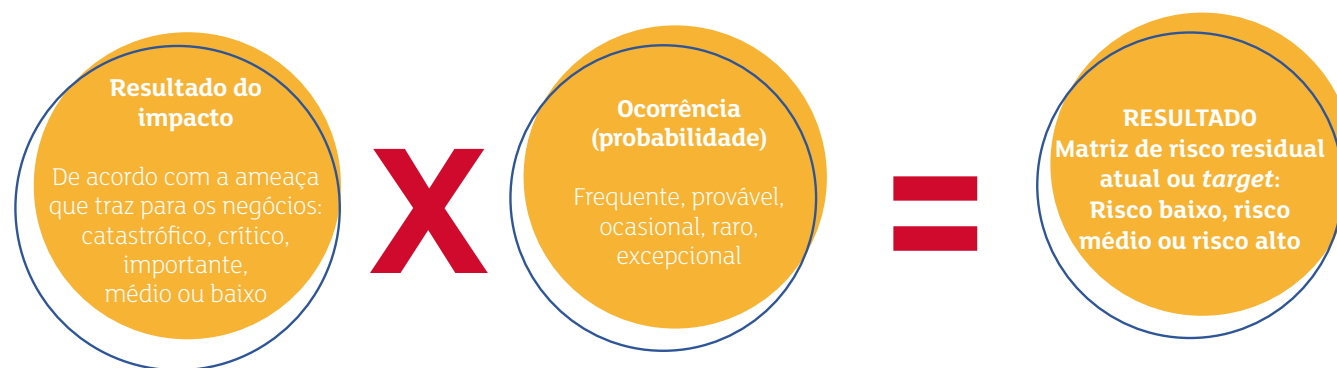 Resultado do
impacto
De acordo com a ameaça
que traz para os negócios:
catastrófico, crítico,
importante,
médio ou baixo
X
Ocorrência
(probabilidade)
Frequente, provável,
ocasional, raro,
excepcional
=
RESULTADO
Matriz de risco residual
atual ou target:
Risco baixo, risco
médio ou risco alto